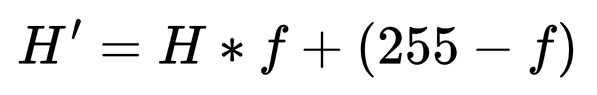 H′ = H ∗ f + (255 − f)